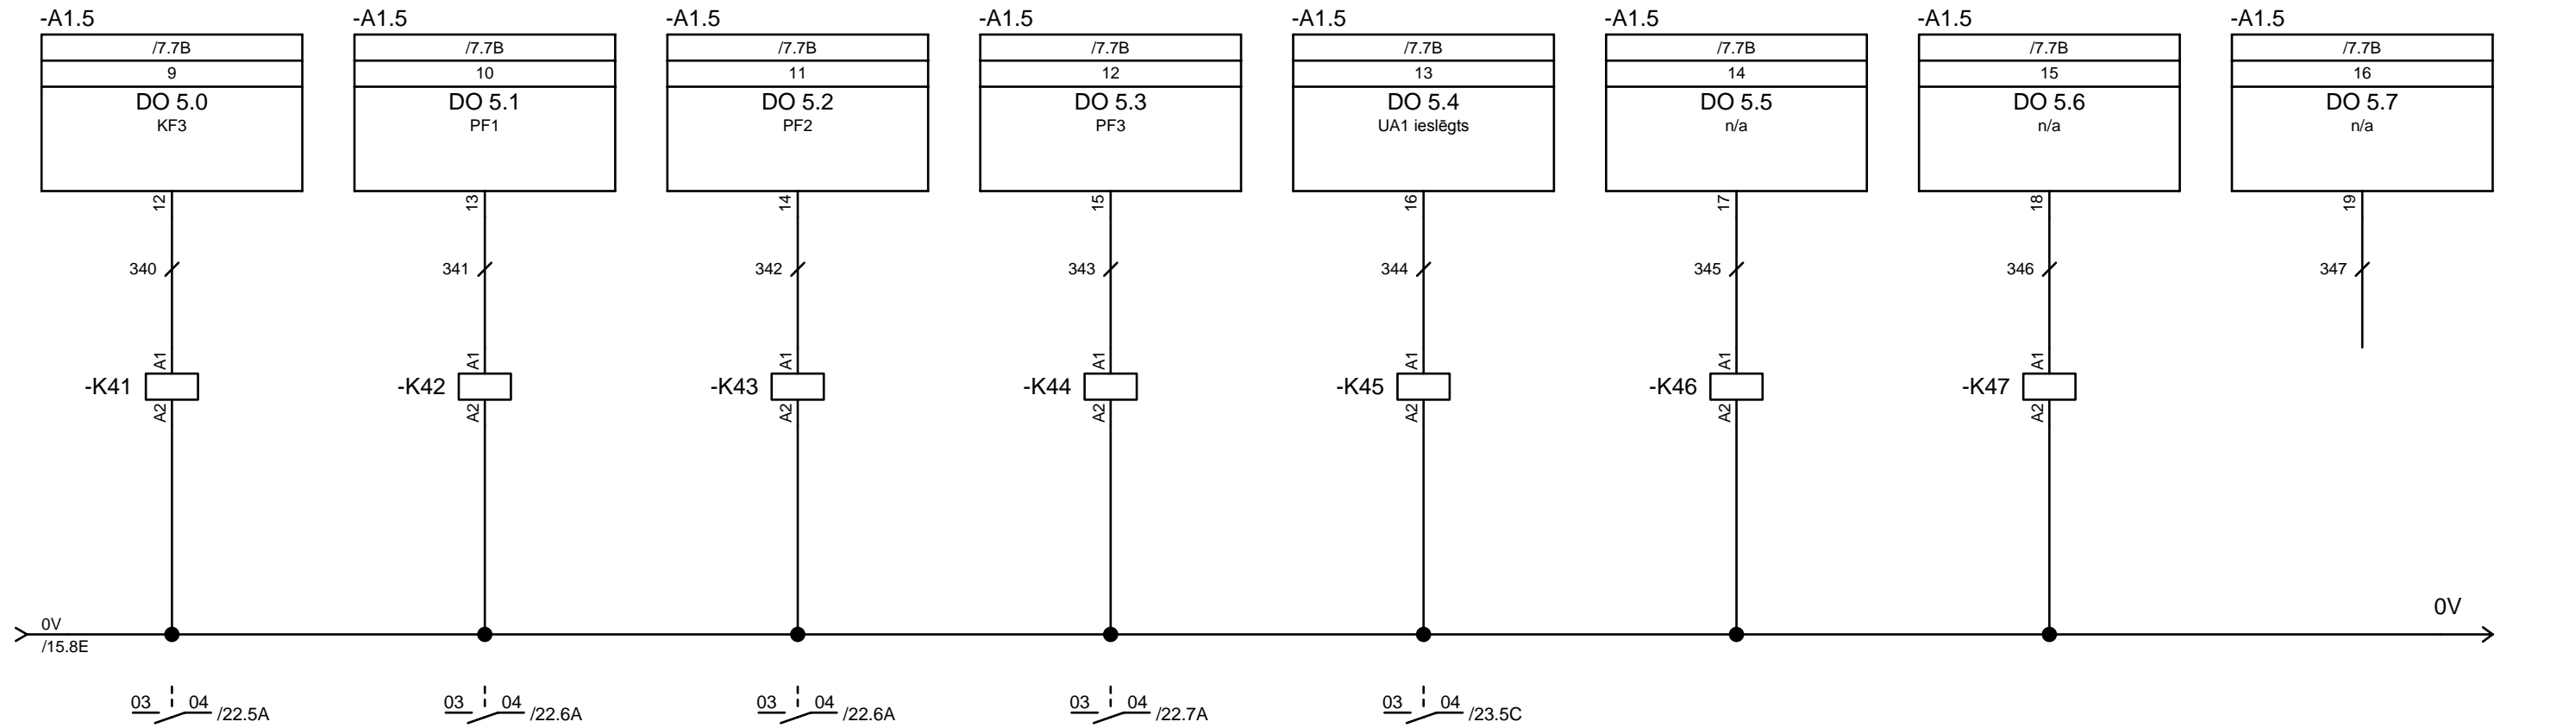 -A1.5 -A1.5 -A1.5 -A1.5 -A1.5 -A1.5 -A1.5 -A1.5
/7.7B /7.7B /7.7B /7.7B /7.7B /7.7B /7.7B /7.7B
9 10 11 12 13 14 15 16
DO 5.0 DO 5.1 DO 5.2 DO 5.3 DO 5.4 DO 5.5 DO 5.6 DO 5.7
KF3 PF1 PF2 PF3 UA1 ieslēgts n/a n/a n/a
12 13 14 15 16 17 18 19
340 341 342 343 344 345 346 347
A1 A1 A1 A1 A1 A1 A1
-K41 -K42 -K43 -K44 -K45 -K46 -K47
A2 A2 A2 A2 A2 A2 A2
0V 0V
/15.8E
03 04 /22.5A 03 04 /22.6A 03 04 /22.6A 03 04 /22.7A 03 04 /23.5C